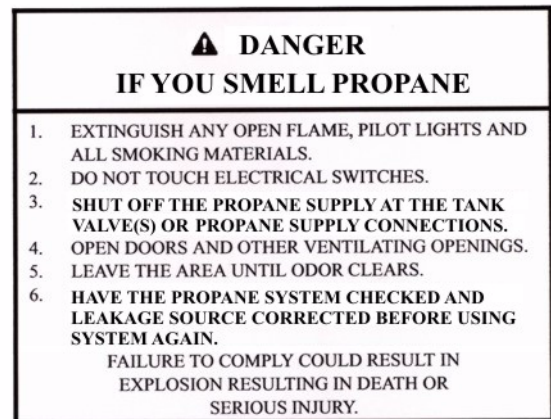 ⚠ DANGER
IF YOU SMELL PROPANE
1. EXTINGUISH ANY OPEN FLAME, PILOT LIGHTS AND
ALL SMOKING MATERIALS.
2. DO NOT TOUCH ELECTRICAL SWITCHES.
3. SHUT OFF THE PROPANE SUPPLY AT THE TANK
VALVE(S) OR PROPANE SUPPLY CONNECTIONS.
4. OPEN DOORS AND OTHER VENTILATING OPENINGS.
5. LEAVE THE AREA UNTIL ODOR CLEARS.
6. HAVE THE PROPANE SYSTEM CHECKED AND
LEAKAGE SOURCE CORRECTED BEFORE USING
SYSTEM AGAIN.
FAILURE TO COMPLY COULD RESULT IN
EXPLOSION RESULTING IN DEATH OR
SERIOUS INJURY.